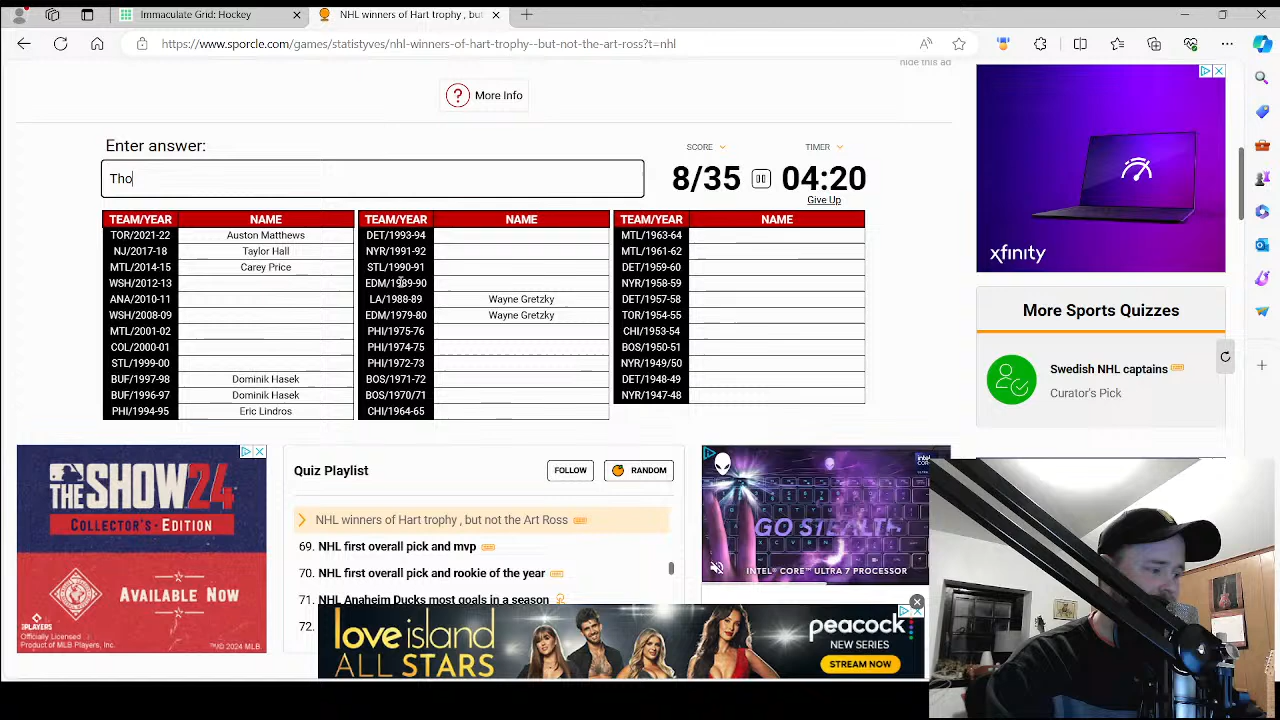 Immaculate Grid: Hockey
NHL winners of Hart trophy , but
https://www.sporcle.com/games/statistyves/nhl-winners-of-hart-trophy--but-not-the-art-ross?t=nhl
hide this ad
? More Info
Enter answer:
Tho
SCORE
TIMER
8/35
04:20
Give Up
TEAM/YEAR NAME TEAM/YEAR NAME TEAM/YEAR NAME
TOR/2021-22 Auston Matthews DET/1993-94 MTL/1963-64
NJ/2017-18 Taylor Hall NYR/1991-92 MTL/1961-62
MTL/2014-15 Carey Price STL/1990-91 DET/1959-60
WSH/2012-13 EDM/1989-90 NYR/1958-59
ANA/2010-11 LA/1988-89 Wayne Gretzky DET/1957-58
WSH/2008-09 EDM/1979-80 Wayne Gretzky TOR/1954-55
MTL/2001-02 PHI/1975-76 CHI/1953-54
COL/2000-01 PHI/1974-75 BOS/1950-51
STL/1999-00 PHI/1972-73 NYR/1949/50
BUF/1997-98 Dominik Hasek BOS/1971-72 DET/1948-49
BUF/1996-97 Dominik Hasek BOS/1970/71 NYR/1947-48
PHI/1994-95 Eric Lindros CHI/1964-65
xfinity
More Sports Quizzes
Swedish NHL captains
Curator's Pick
THE SHOW 24
COLLECTOR'S EDITION
AVAILABLE NOW
Officially Licensed
Product of MLB Players, Inc.
™/© 2024 MLB.
Quiz Playlist
FOLLOW
RANDOM
NHL winners of Hart trophy , but not the Art Ross
69. NHL first overall pick and mvp
70. NHL first overall pick and rookie of the year
71. NHL Anaheim Ducks most goals in a season
72.
GO STEALTH
INTEL® CORE™ ULTRA 7 PROCESSOR
love island
ALL STARS
peacock
NEW SERIES
STREAM NOW